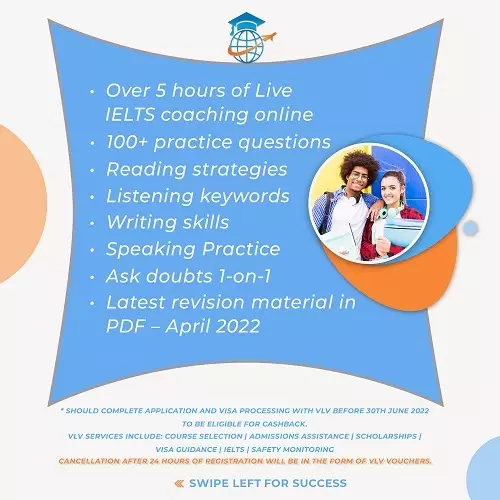 • Over 5 hours of Live
IELTS coaching online
• 100+ practice questions
• Reading strategies
• Listening keywords
• Writing skills
• Speaking Practice
• Ask doubts 1-on-1
• Latest revision material in
PDF – April 2022
* SHOULD COMPLETE APPLICATION AND VISA PROCESSING WITH VLV BEFORE 30TH JUNE 2022
TO BE ELIGIBLE FOR CASHBACK.
VLV SERVICES INCLUDE: COURSE SELECTION | ADMISSIONS ASSISTANCE | SCHOLARSHIPS |
VISA GUIDANCE | IELTS | SAFETY MONITORING
CANCELLATION AFTER 24 HOURS OF REGISTRATION WILL BE IN THE FORM OF VLV VOUCHERS.
« SWIPE LEFT FOR SUCCESS